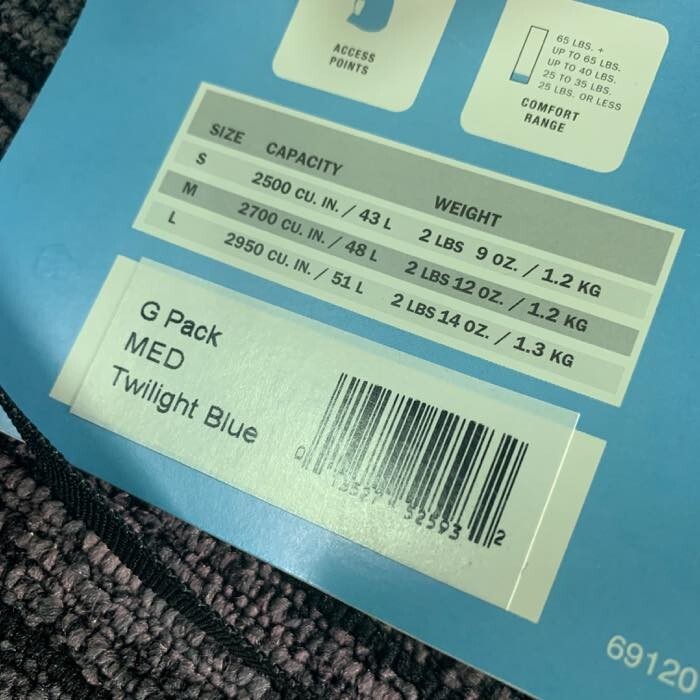 ACCESS
POINTS
65 LBS. +
UP TO 65 LBS.
UP TO 40 LBS.
25 TO 35 LBS.
25 LBS. OR LESS
COMFORT
RANGE
SIZE CAPACITY WEIGHT
S 2500 CU. IN. / 43 L 2 LBS 9 OZ. / 1.2 KG
M 2700 CU. IN. / 48 L 2 LBS 12 OZ. / 1.2 KG
L 2950 CU. IN. / 51 L 2 LBS 14 OZ. / 1.3 KG
G Pack
MED
Twilight Blue
32593 2
69120